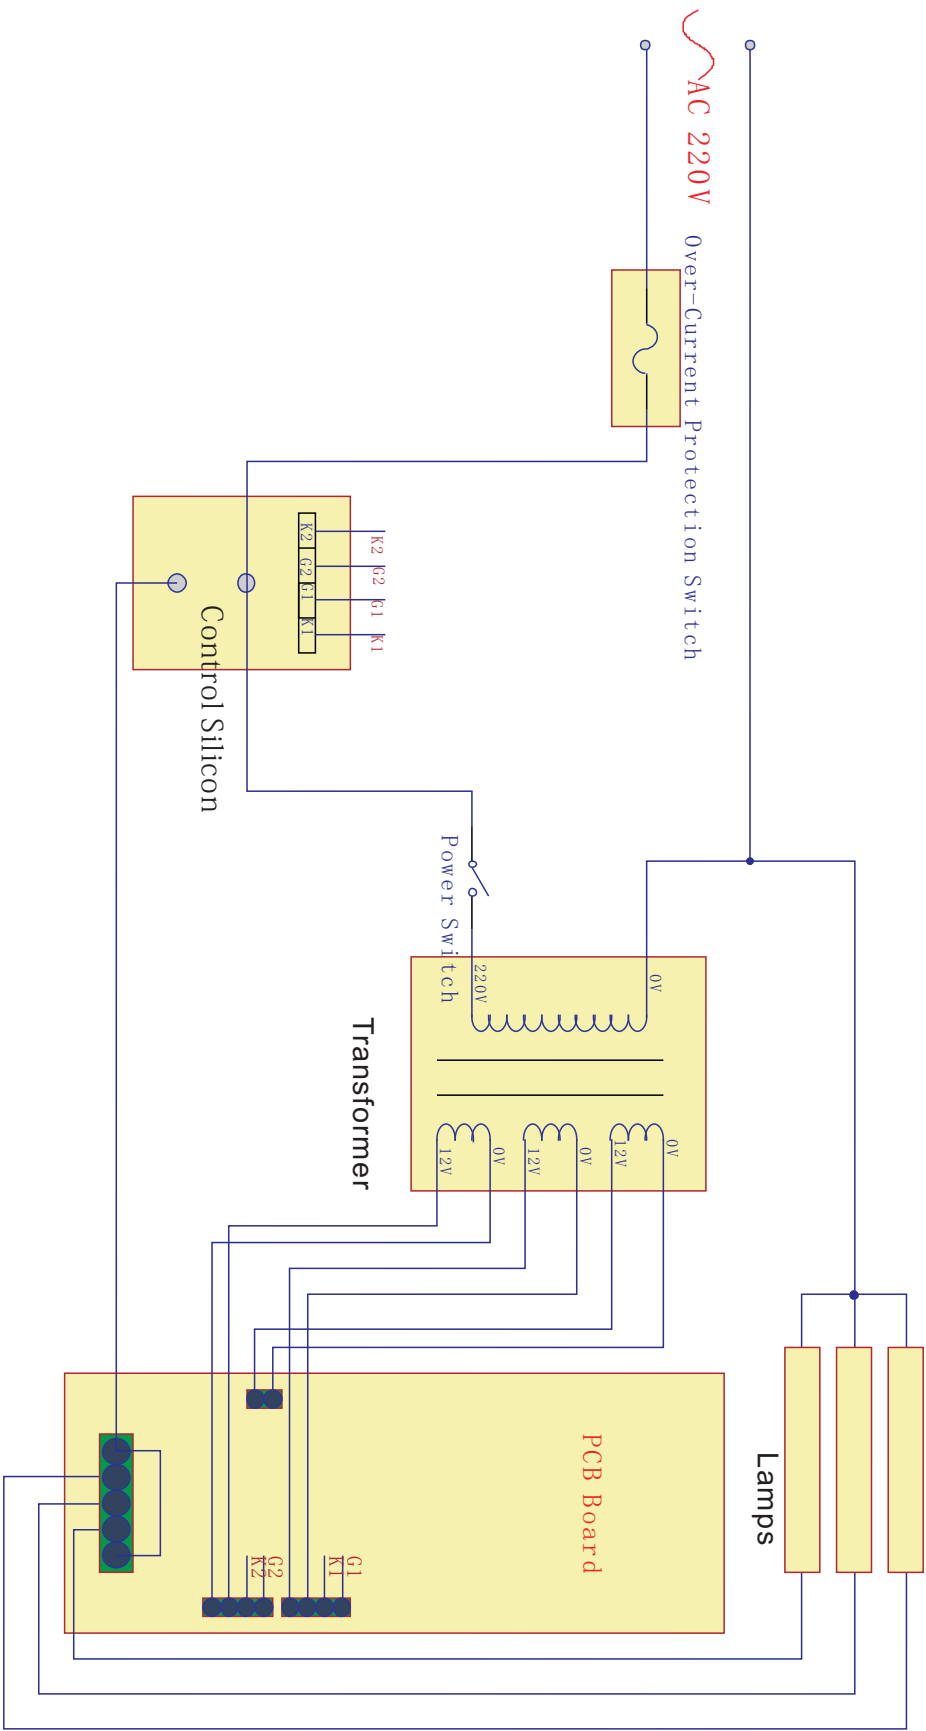 AC 220V
Over-Current Protection Switch
K2
G2
G1
K1
K2
G2
G1
K1
Control Silicon
Power Switch
220V
0V
Transformer
12V
0V
12V
0V
12V
0V
PCB Board
Lamps
G1
K1
G2
K2